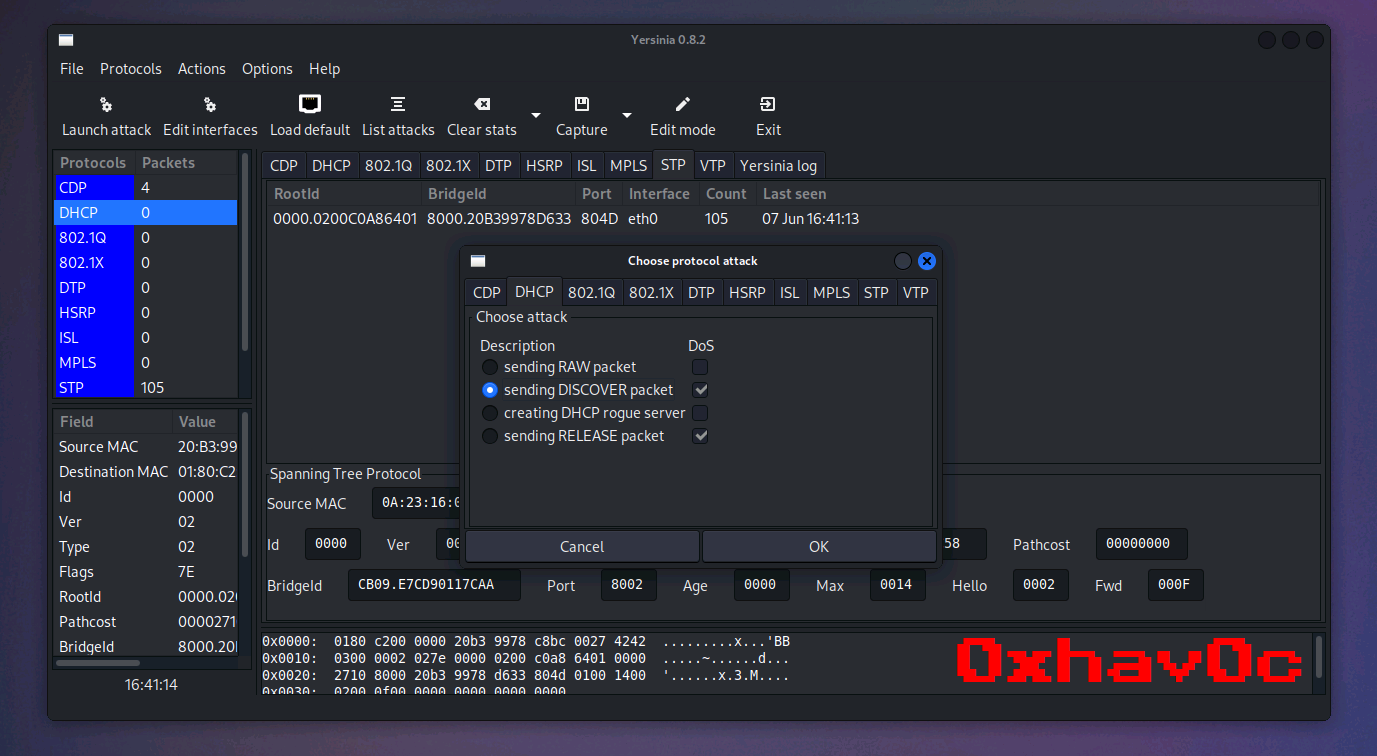 Yersinia 0.8.2
File Protocols Actions Options Help
Launch attack Edit interfaces Load default List attacks Clear stats Capture Edit mode Exit
Protocols Packets
CDP 4
DHCP 0
802.1Q 0
802.1X 0
DTP 0
HSRP 0
ISL 0
MPLS 0
STP 105
Field Value
Source MAC 20:B3:99
Destination MAC 01:80:C2
Id 0000
Ver 02
Type 02
Flags 7E
RootId 0000.02
Pathcost 0000271
BridgeId 8000.20
16:41:14
CDP DHCP 802.1Q 802.1X DTP HSRP ISL MPLS STP VTP Yersinia log
RootId BridgeId Port Interface Count Last seen
0000.0200C0A86401 8000.20B39978D633 804D eth0 105 07 Jun 16:41:13
Choose protocol attack
CDP DHCP 802.1Q 802.1X DTP HSRP ISL MPLS STP VTP
Choose attack
Description DoS
sending RAW packet
sending DISCOVER packet
creating DHCP rogue server
sending RELEASE packet
Cancel OK
Spanning Tree Protocol
Source MAC 0A:23:16:
Id 0000 Ver 00 58 Pathcost 00000000
BridgeId CB09.E7CD90117CAA Port 8002 Age 0000 Max 0014 Hello 0002 Fwd 000F
0x0000: 0180 c200 0000 20b3 9978 c8bc 0027 4242 .........x...'BB
0x0010: 0300 0002 027e 0000 0200 c0a8 6401 0000 .....~......d...
0x0020: 2710 8000 20b3 9978 d633 804d 0100 1400 '......x.3.M....
0x0030: 0200 0f00 0000 0000 0000 0000
0xhav0c